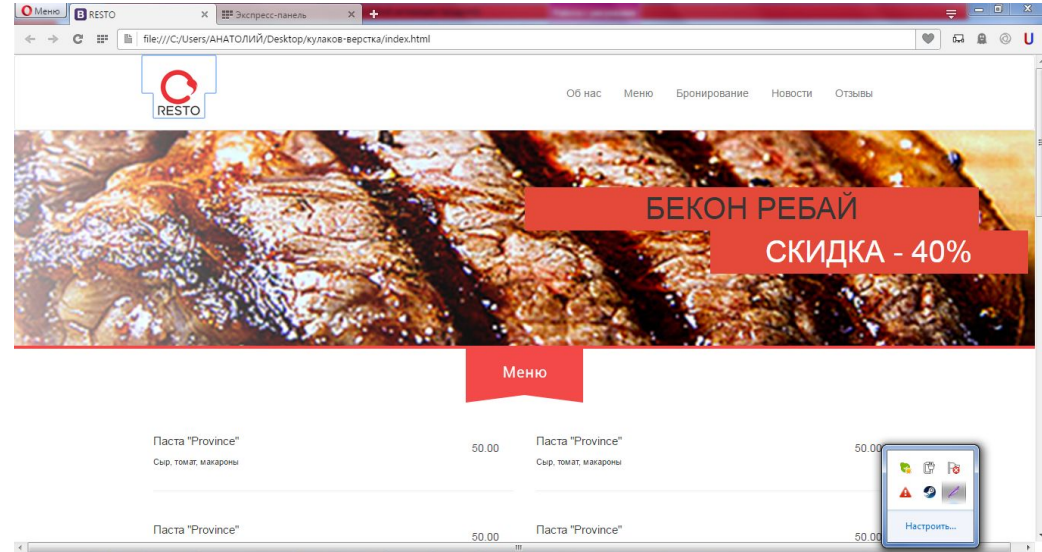 Меню
RESTO
Экспресс-панель
file:///C:/Users/АНАТОЛИЙ/Desktop/кулаков-верстка/index.html
RESTO
Об нас Меню Бронирование Новости Отзывы
БЕКОН РЕБАЙ
СКИДКА - 40%
Меню
Паста "Province" 50.00
Сыр, томат, макароны
Паста "Province" 50.00
Сыр, томат, макароны
Паста "Province" 50.00
Паста "Province" 50.00
Настроить...